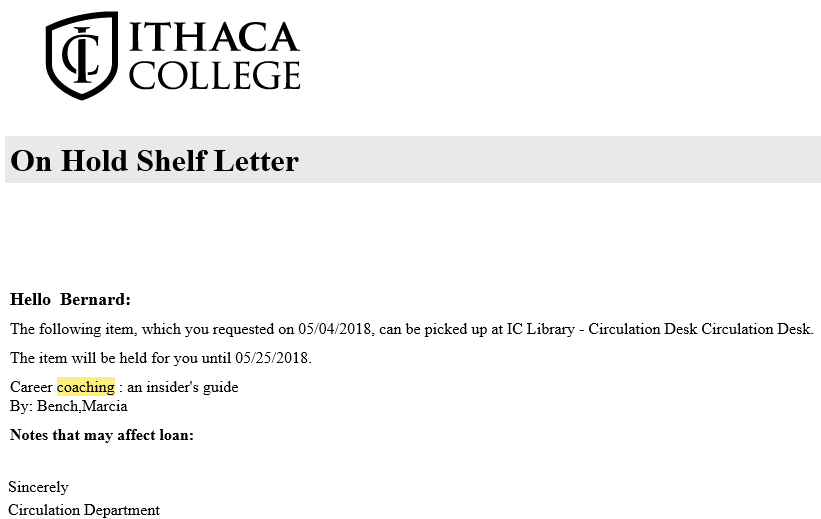 ITHACA
COLLEGE
On Hold Shelf Letter
Hello  Bernard:
The following item, which you requested on 05/04/2018, can be picked up at IC Library - Circulation Desk Circulation Desk.
The item will be held for you until 05/25/2018.
Career coaching : an insider's guide
By: Bench,Marcia
Notes that may affect loan:
Sincerely
Circulation Department